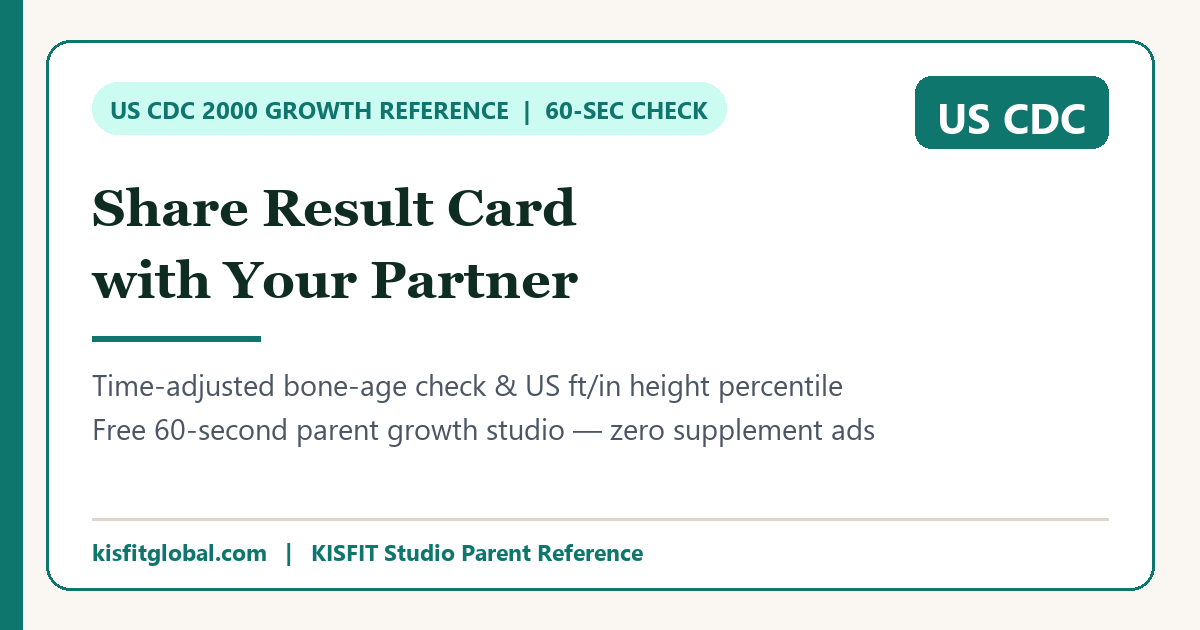 US CDC 2000 GROWTH REFERENCE | 60-SEC CHECK
US CDC
Share Result Card
with Your Partner
Time-adjusted bone-age check & US ft/in height percentile
Free 60-second parent growth studio — zero supplement ads
kisfitglobal.com | KISFIT Studio Parent Reference